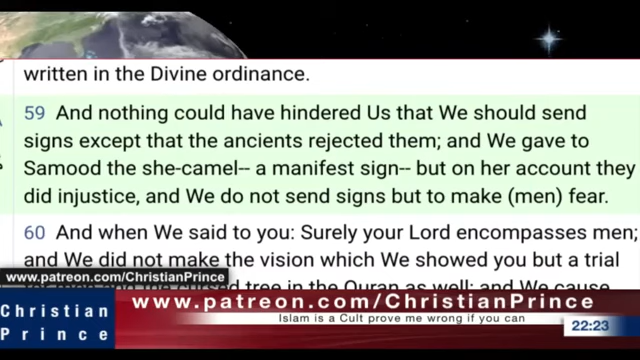 written in the Divine ordinance.
59 And nothing could have hindered Us that We should send
signs except that the ancients rejected them; and We gave to
Samood the she-camel-- a manifest sign-- but on her account they
did injustice, and We do not send signs but to make (men) fear.
60 And when We said to you: Surely your Lord encompasses men;
and We did not make the vision which We showed you but a trial
www.patreon.com/ChristianPrince
for men and the cursed tree in the Quran as well; and We cause
www.patreon.com/ChristianPrince
Christian
Prince
Islam is a Cult prove me wrong if you can
22:23